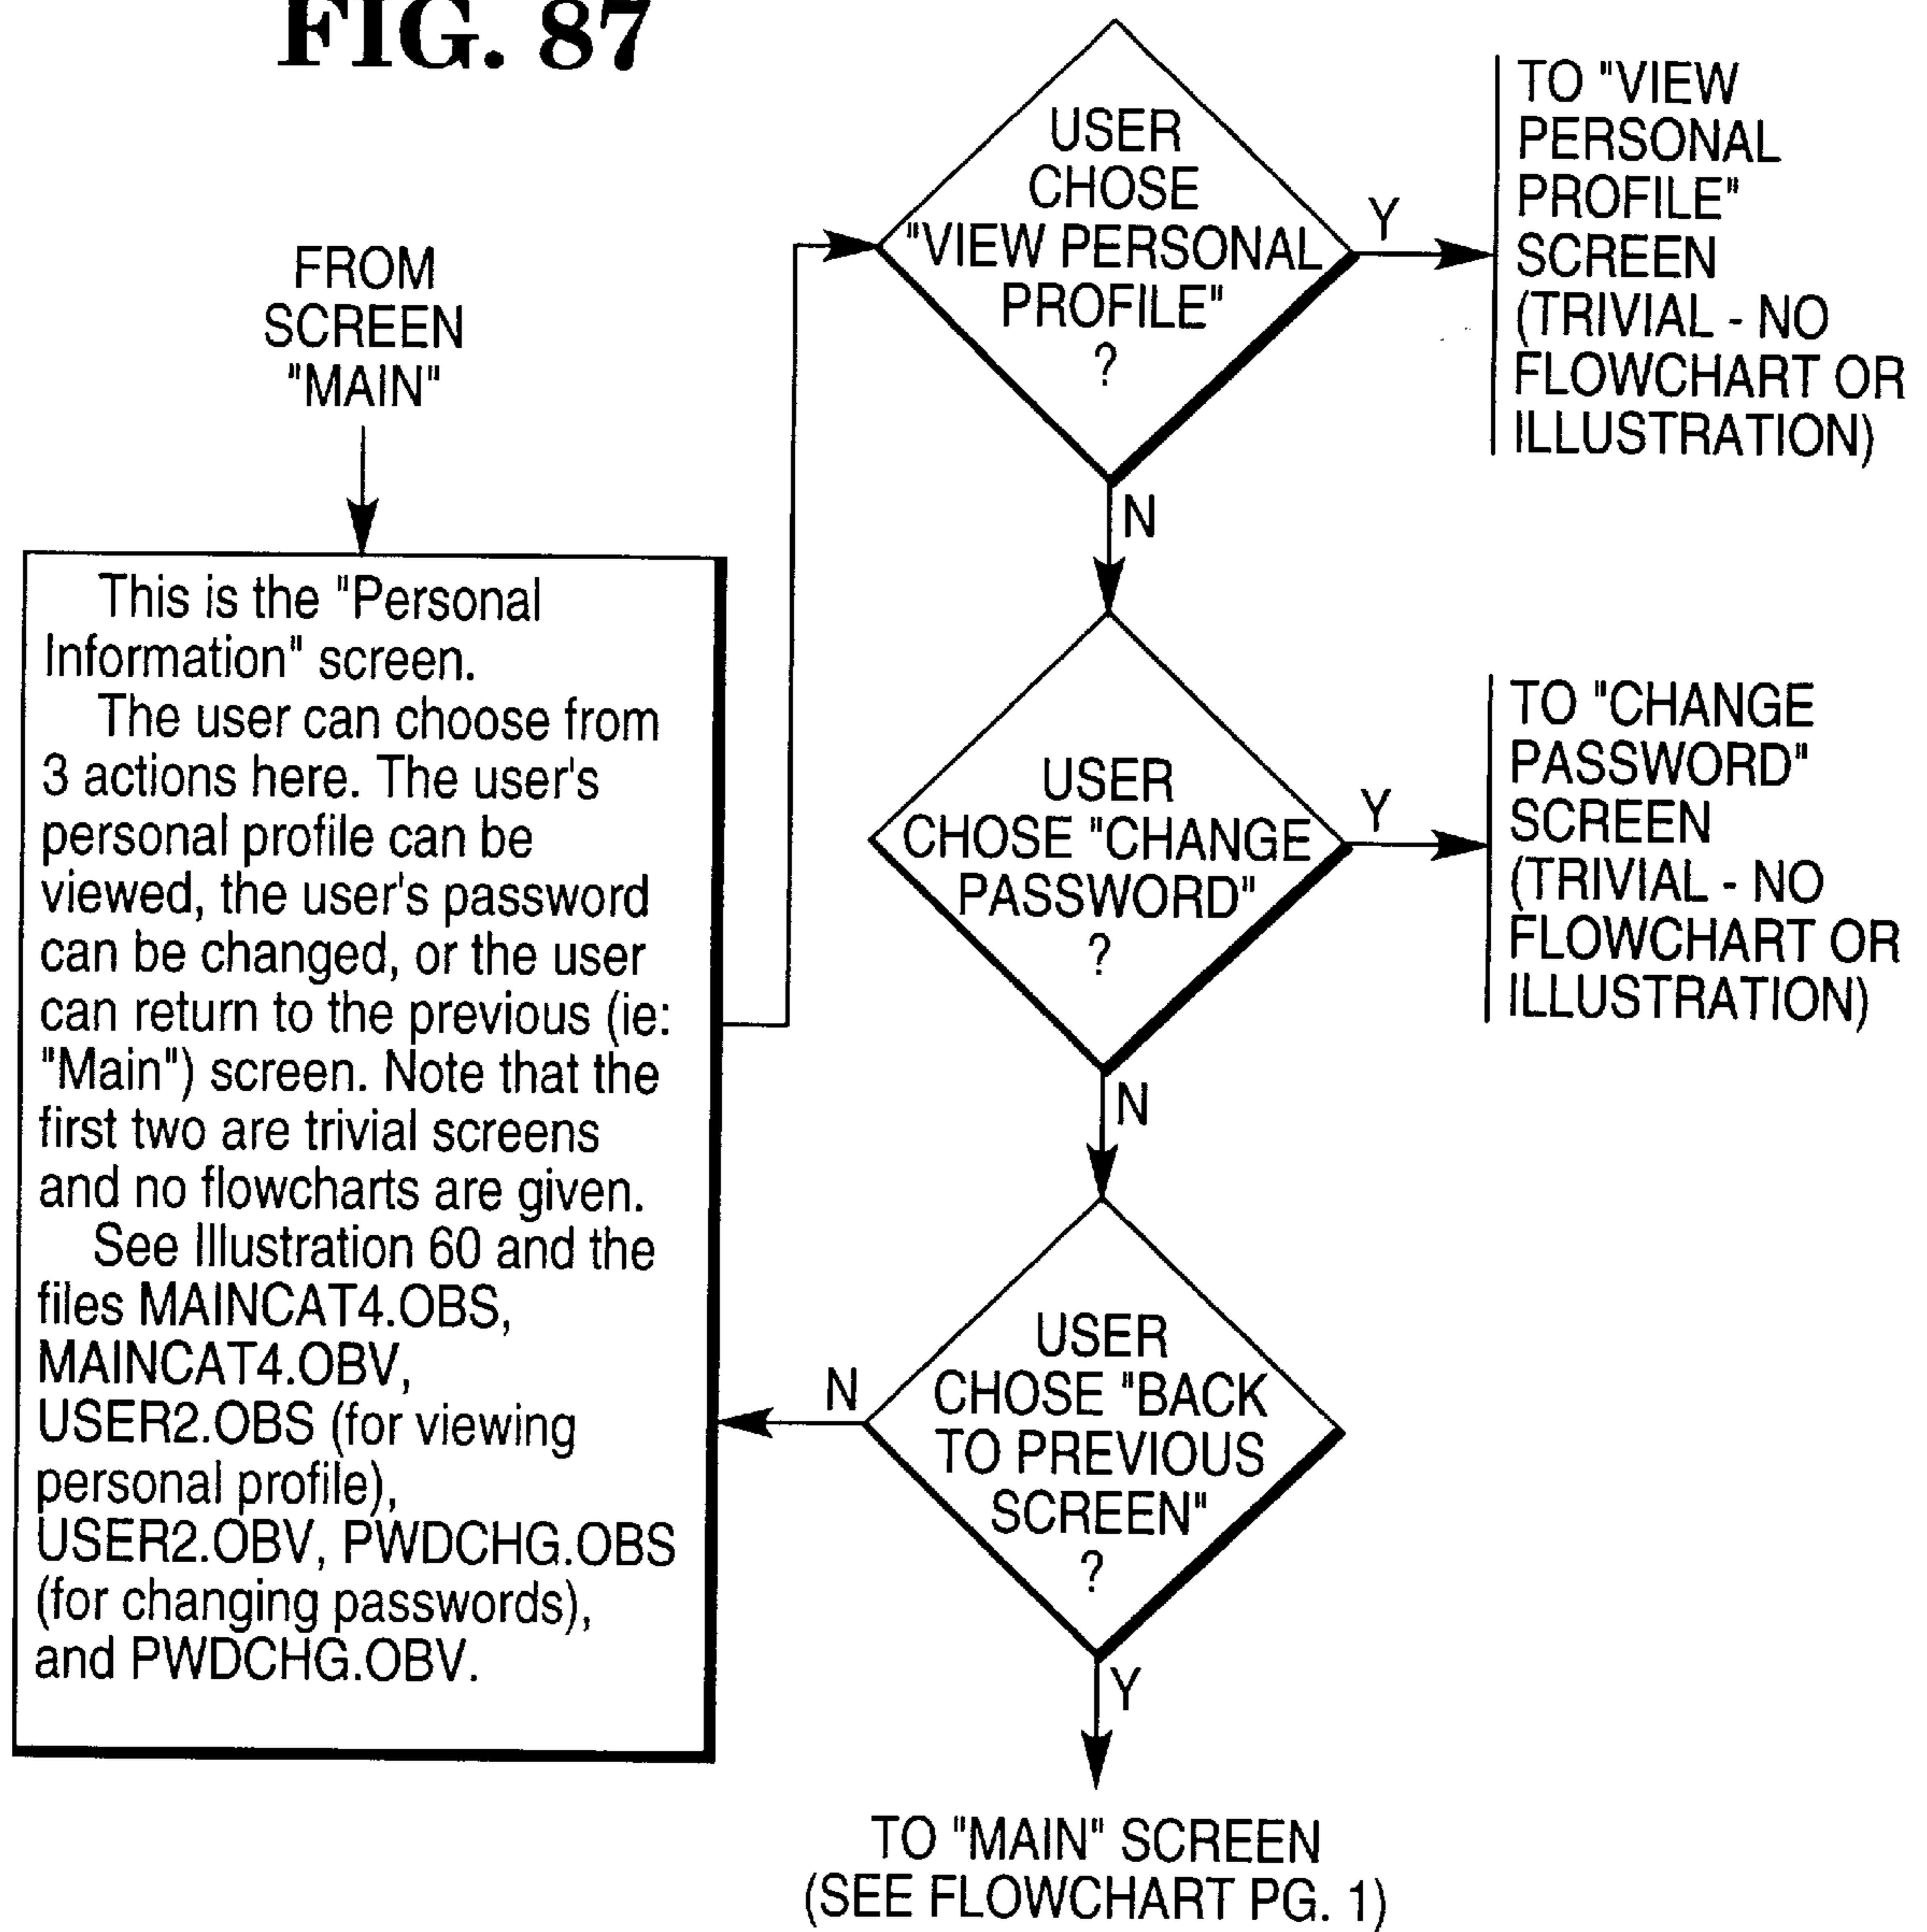 FIG. 87
FROM
SCREEN
"MAIN"
This is the "Personal
Information" screen.
The user can choose from
3 actions here. The user's
personal profile can be
viewed, the user's password
can be changed, or the user
can return to the previous (ie:
"Main") screen. Note that the
first two are trivial screens
and no flowcharts are given.
See Illustration 60 and the
files MAINCAT4.OBS,
MAINCAT4.OBV,
USER2.OBS (for viewing
personal profile),
USER2.OBV, PWDCHG.OBS
(for changing passwords),
and PWDCHG.OBV.
USER
CHOSE
"VIEW PERSONAL
PROFILE"
?
Y
TO "VIEW
PERSONAL
PROFILE"
SCREEN
(TRIVIAL - NO
FLOWCHART OR
ILLUSTRATION)
N
USER
CHOSE "CHANGE
PASSWORD"
?
Y
TO "CHANGE
PASSWORD"
SCREEN
(TRIVIAL - NO
FLOWCHART OR
ILLUSTRATION)
N
USER
CHOSE "BACK
TO PREVIOUS
SCREEN"
?
N
Y
TO "MAIN" SCREEN
(SEE FLOWCHART PG. 1)